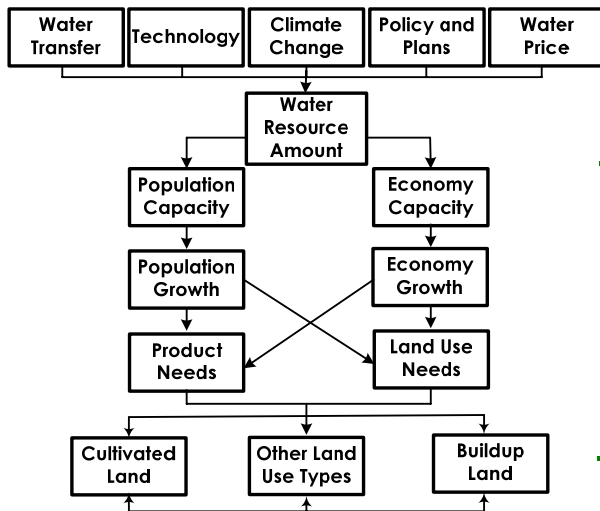 Water
Transfer
Technology
Climate
Change
Policy and
Plans
Water
Price
Water
Resource
Amount
Population
Capacity
Economy
Capacity
Population
Growth
Economy
Growth
Product
Needs
Land Use
Needs
Cultivated
Land
Other Land
Use Types
Buildup
Land